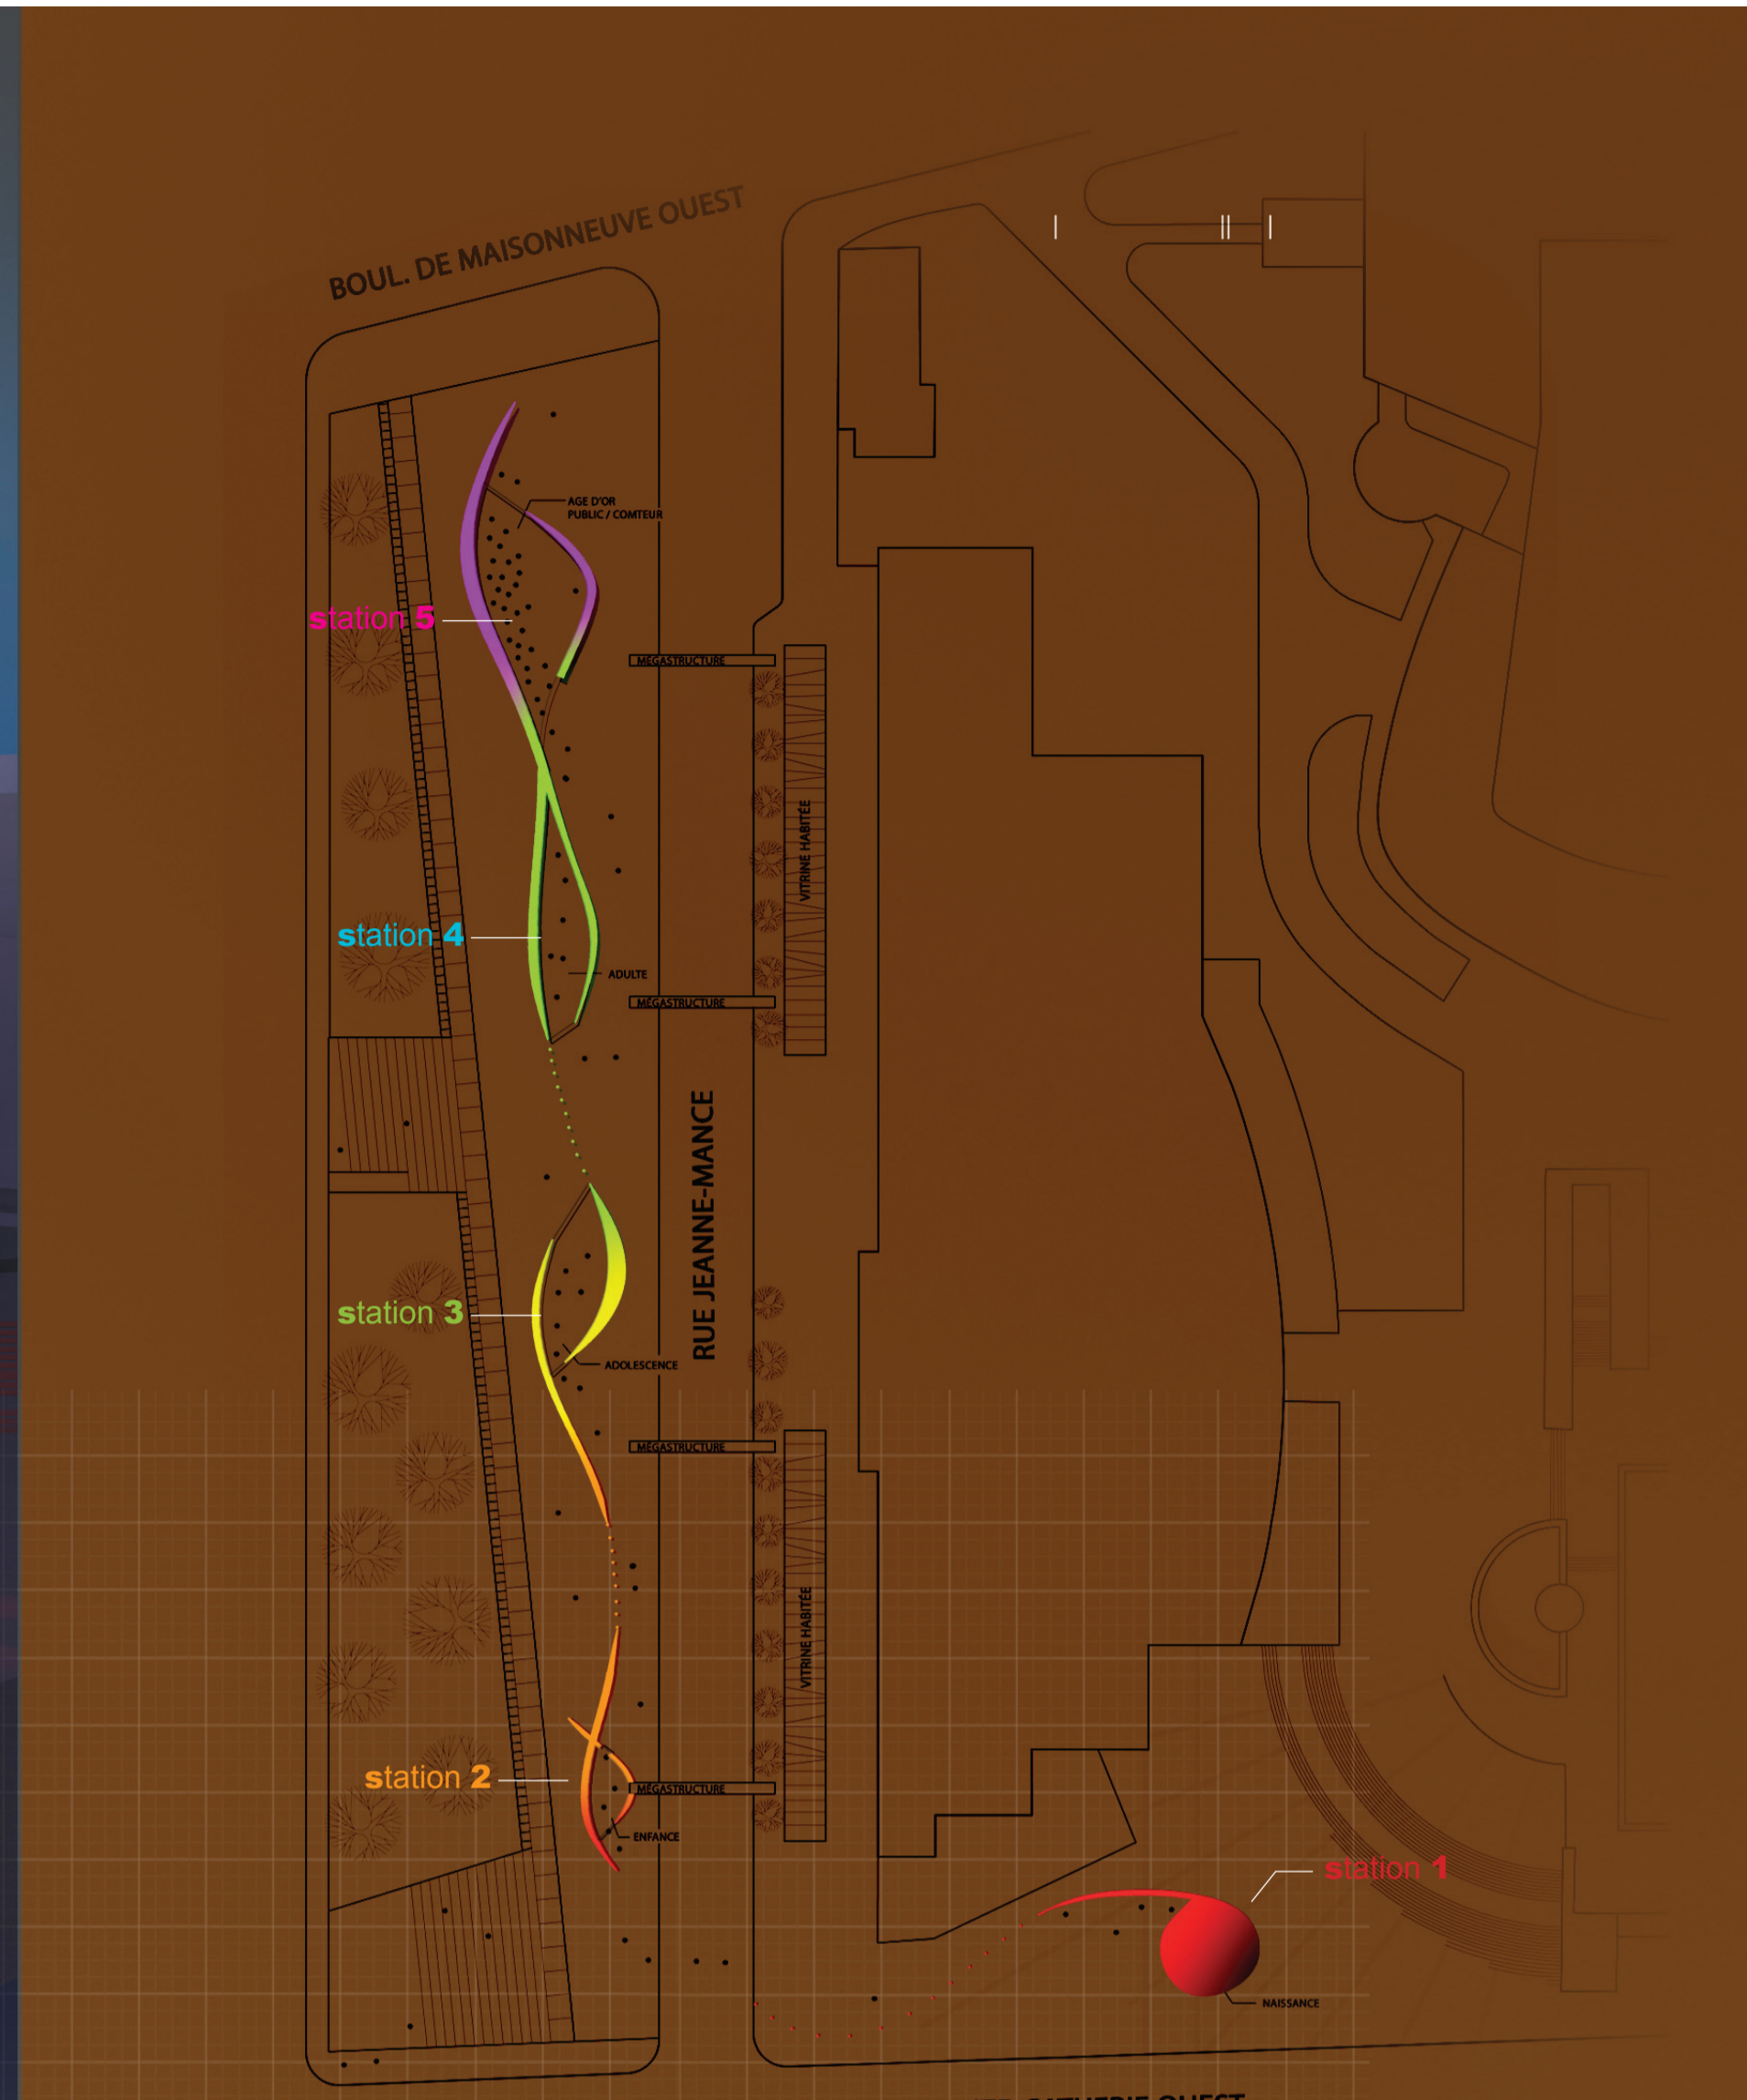 BOUL. DE MAISONNEUVE OUEST
AGE D'OR
PUBLIC / COMTEUR
station 5
MÉGASTRUCTURE
VITRINE HABITÉE
station 4
ADULTE
MÉGASTRUCTURE
RUE JEANNE-MANCE
station 3
ADOLESCENCE
MÉGASTRUCTURE
VITRINE HABITÉE
station 2
MÉGASTRUCTURE
ENFANCE
station 1
NAISSANCE
OUEST